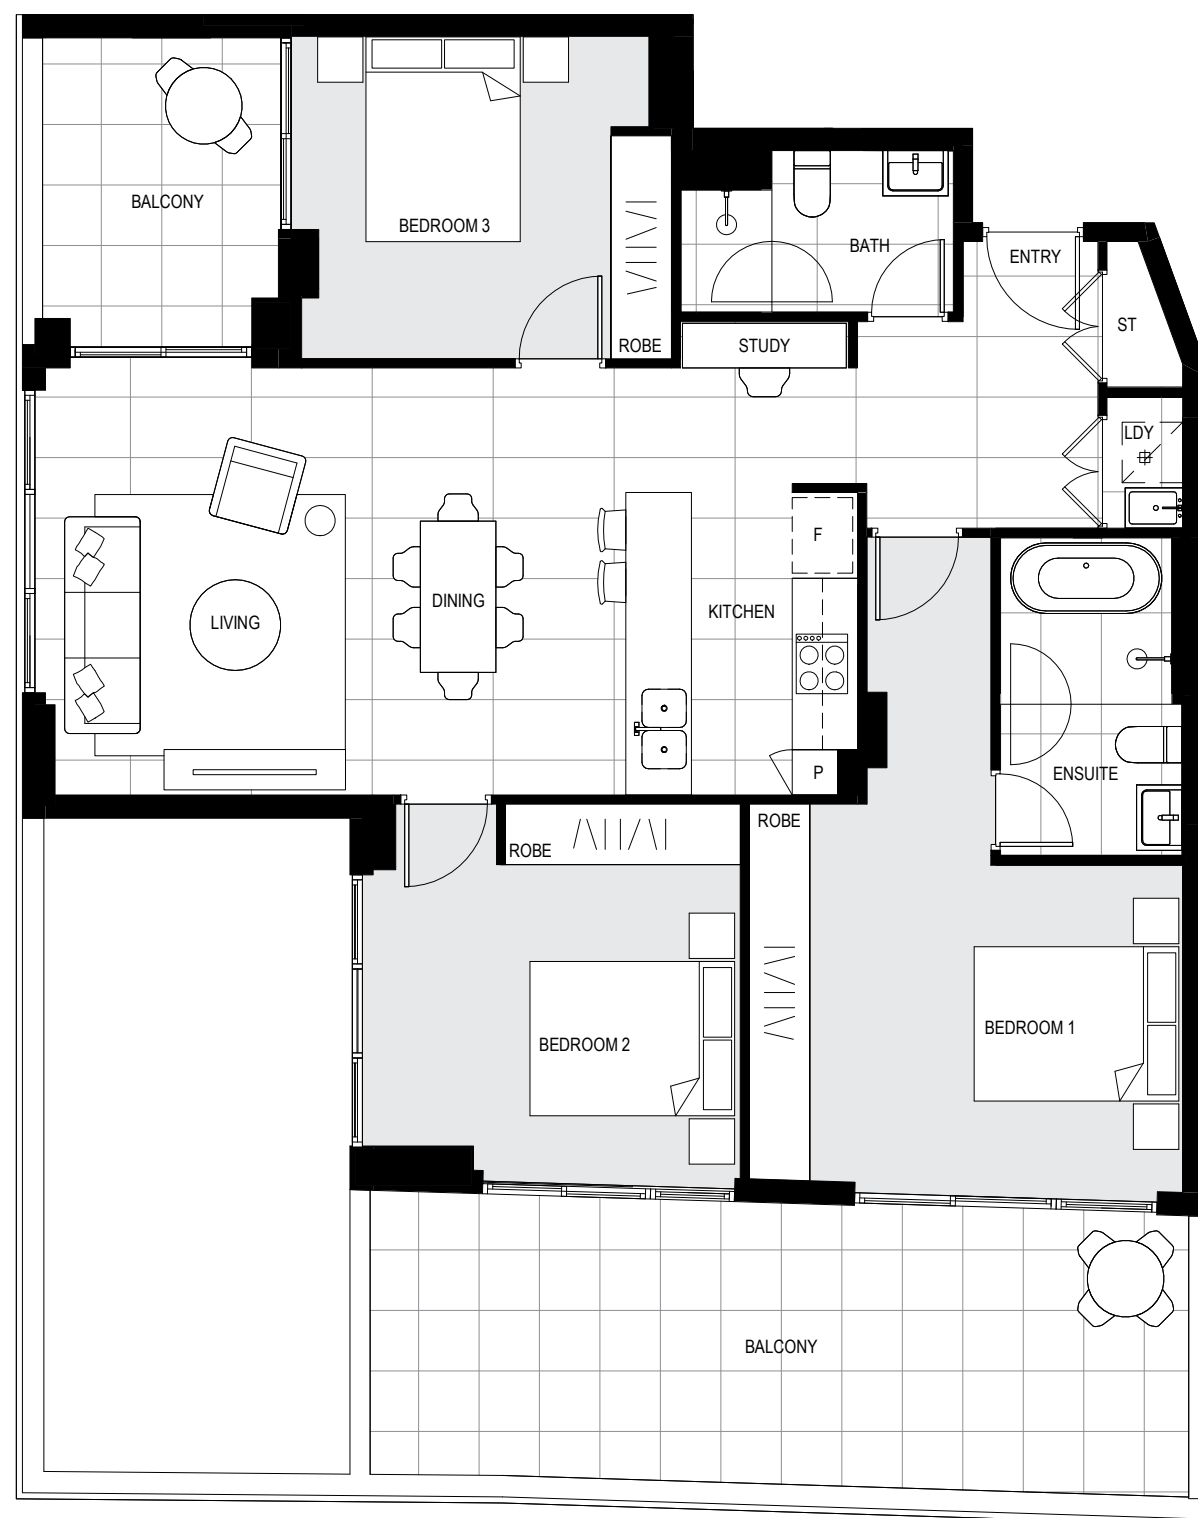 BALCONY
BEDROOM 3
BATH
ENTRY
ST
ROBE
STUDY
LDY
F
DINING
KITCHEN
LIVING
P
ENSUITE
ROBE
ROBE
BEDROOM 2
BEDROOM 1
BALCONY